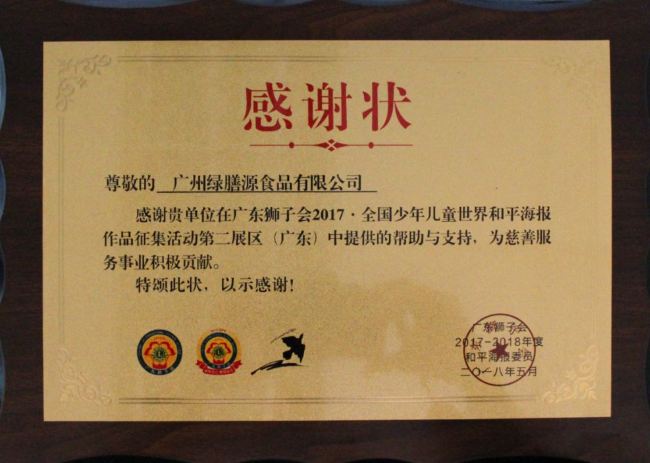 感谢状
尊敬的 广州绿膳源食品有限公司
感谢贵单位在广东狮子会2017·全国少年儿童世界和平海报
作品征集活动第二展区（广东）中提供的帮助与支持，为慈善服
务事业积极贡献。
特颂此状，以示感谢！
广东狮子会
2017-2018年度
和平海报委员
二〇一八年五月